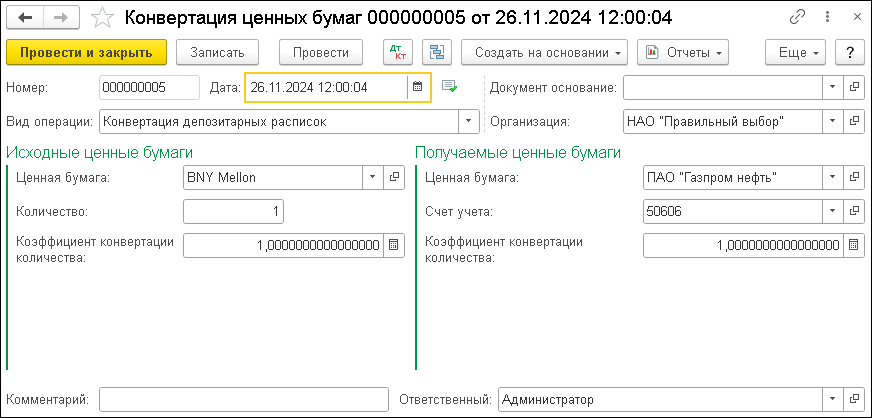 Конвертация ценных бумаг 000000005 от 26.11.2024 12:00:04
Провести и закрыть Записать Провести Дт Кт Создать на основании Отчеты Еще ?
Номер: 000000005 Дата: 26.11.2024 12:00:04 Документ основание:
Вид операции: Конвертация депозитарных расписок Организация: НАО "Правильный выбор"
Исходные ценные бумаги Получаемые ценные бумаги
Ценная бумага: BNY Mellon Ценная бумага: ПАО "Газпром нефть"
Количество: 1 Счет учета: 50606
Коэффициент конвертации количества: 1,0000000000000000 Коэффициент конвертации количества: 1,0000000000000000
Комментарий: Ответственный: Администратор